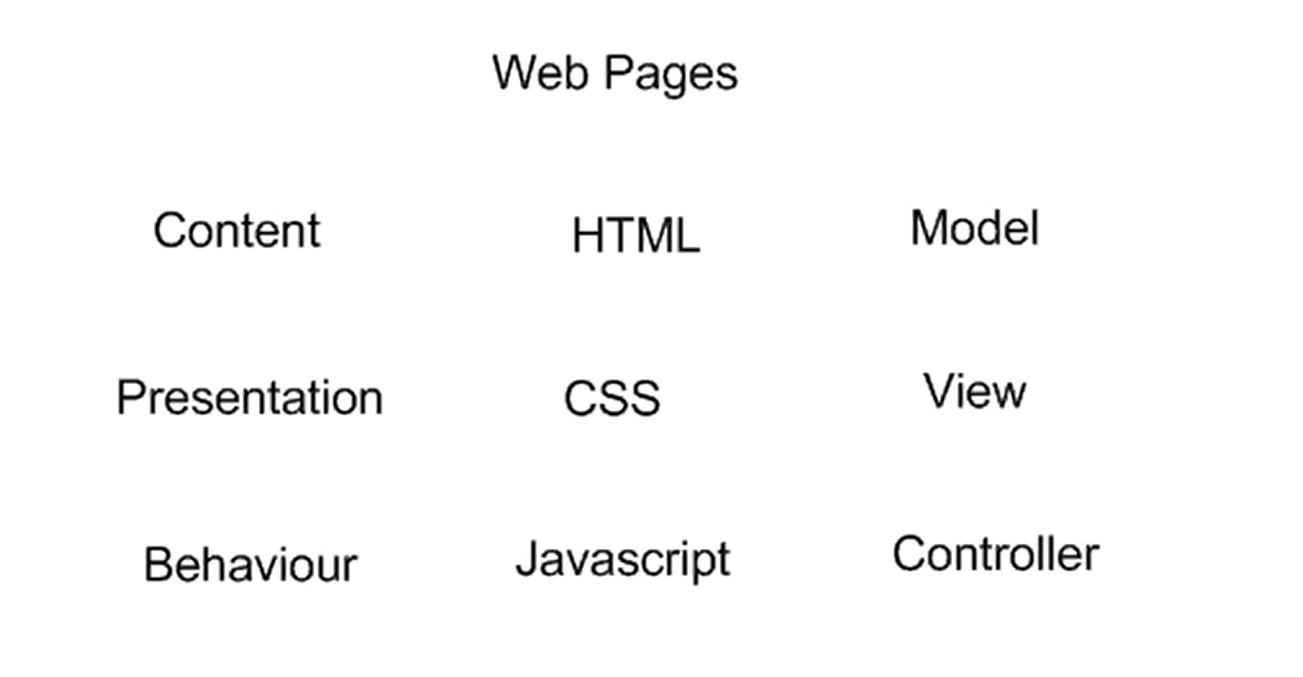 Web Pages
Content HTML Model
Presentation CSS View
Behaviour Javascript Controller